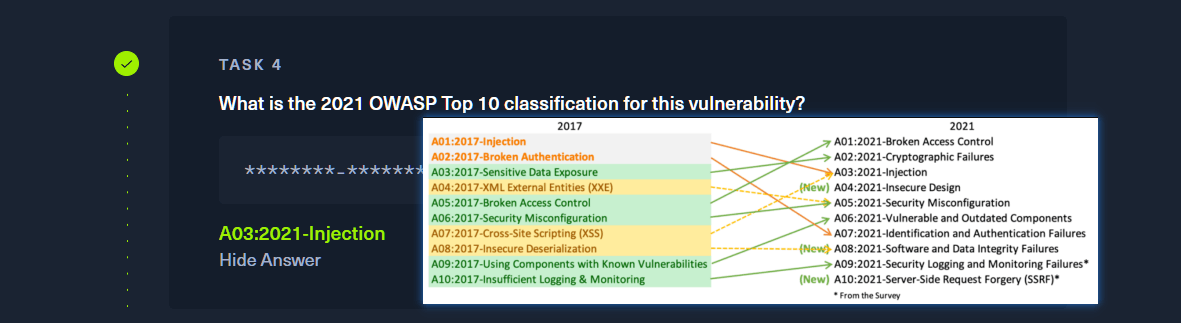 TASK 4
What is the 2021 OWASP Top 10 classification for this vulnerability?
********-*******
A03:2021-Injection
Hide Answer
2017
A01:2017-Injection
A02:2017-Broken Authentication
A03:2017-Sensitive Data Exposure
A04:2017-XML External Entities (XXE)
A05:2017-Broken Access Control
A06:2017-Security Misconfiguration
A07:2017-Cross-Site Scripting (XSS)
A08:2017-Insecure Deserialization
A09:2017-Using Components with Known Vulnerabilities
A10:2017-Insufficient Logging & Monitoring
2021
A01:2021-Broken Access Control
A02:2021-Cryptographic Failures
A03:2021-Injection
(New) A04:2021-Insecure Design
A05:2021-Security Misconfiguration
A06:2021-Vulnerable and Outdated Components
A07:2021-Identification and Authentication Failures
(New) A08:2021-Software and Data Integrity Failures
A09:2021-Security Logging and Monitoring Failures*
(New) A10:2021-Server-Side Request Forgery (SSRF)*
* From the Survey